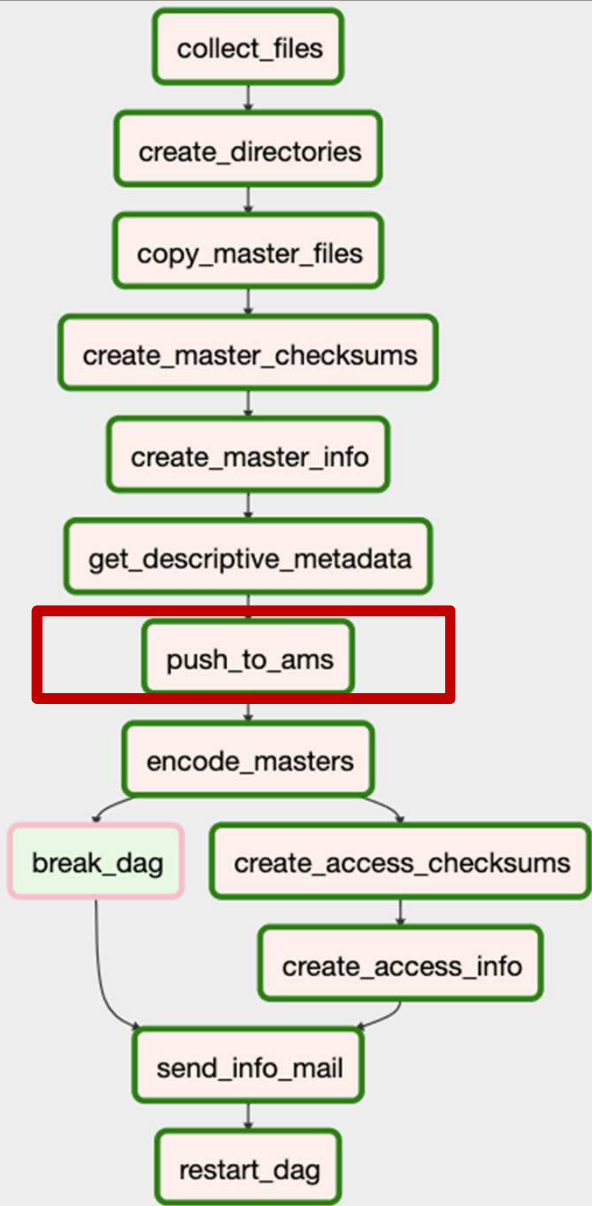 collect_files
create_directories
copy_master_files
create_master_checksums
create_master_info
get_descriptive_metadata
push_to_ams
encode_masters
break_dag
create_access_checksums
create_access_info
send_info_mail
restart_dag